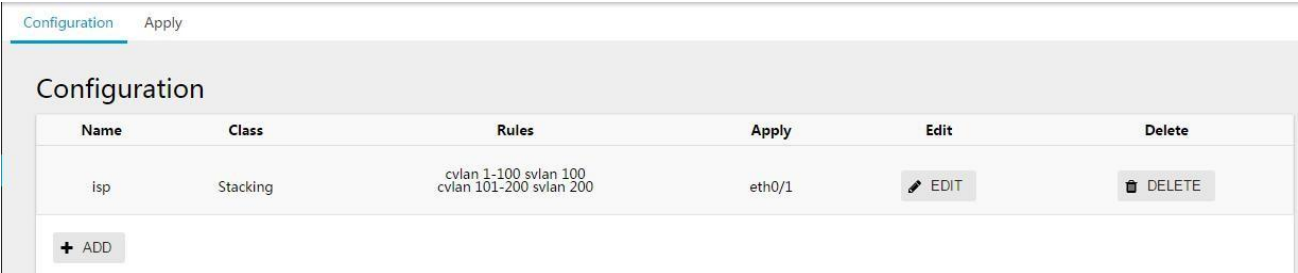 Configuration Apply
Configuration
Name Class Rules Apply Edit Delete
isp Stacking cvlan 1-100 svlan 100 eth0/1 EDIT DELETE
cvlan 101-200 svlan 200
ADD